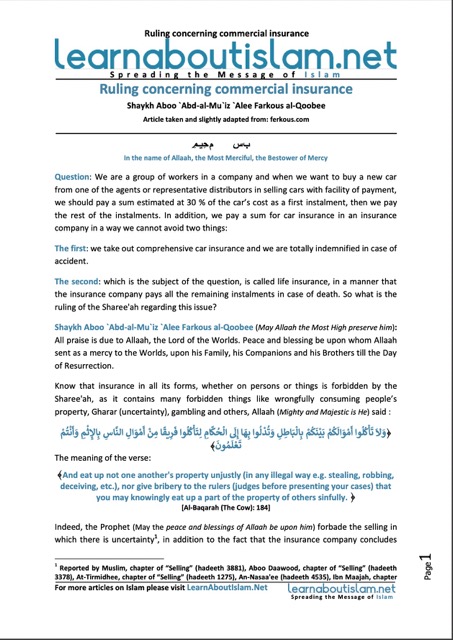 Ruling concerning commercial insurance
learnaboutislam.net
Spreading the Message of Islam
Ruling concerning commercial insurance
Shaykh Aboo `Abd-al-Mu`iz `Alee Farkous al-Qoobee
Article taken and slightly adapted from: ferkous.com
In the name of Allaah, the Most Merciful, the Bestower of Mercy
Question: We are a group of workers in a company and when we want to buy a new car
from one of the agents or representative distributors in selling cars with facility of payment,
we should pay a sum estimated at 30 % of the car's cost as a first instalment, then we pay
the rest of the instalments. In addition, we pay a sum for car insurance in an insurance
company in a way we cannot avoid two things:
The first: we take out comprehensive car insurance and we are totally indemnified in case of
accident.
The second: which is the subject of the question, is called life insurance, in a manner that
the insurance company pays all the remaining instalments in case of death. So what is the
ruling of the Sharee'ah regarding this issue?
Shaykh Aboo `Abd-al-Mu`iz `Alee Farkous al-Qoobee (May Allaah the Most High preserve him):
All praise is due to Allaah, the Lord of the Worlds. Peace and blessing be upon whom Allaah
sent as a mercy to the Worlds, upon his Family, his Companions and his Brothers till the Day
of Resurrection.
Know that insurance in all its forms, whether on persons or things is forbidden by the
Sharee'ah, as it contains many forbidden things like wrongfully consuming people's
property, Gharar (uncertainty), gambling and others, Allaah (Mighty and Majestic is He) said :
﴿وَلاَ تَأْكُلُوا أَمْوَالَكُمْ بَيْنَكُمْ بِالْبَاطِلِ وَتُدْلُوا بِهَا إِلَى الْحُكَّامِ لِتَأْكُلُوا فَرِيقًا مِنْ أَمْوَالِ النَّاسِ بِالإِثْمِ وَأَنْتُمْ
تَعْلَمُونَ﴾
The meaning of the verse:
﴾And eat up not one another's property unjustly (in any illegal way e.g. stealing, robbing,
deceiving, etc.), nor give bribery to the rulers (judges before presenting your cases) that
you may knowingly eat up a part of the property of others sinfully. ﴿
[Al-Baqarah (The Cow): 184]
Indeed, the Prophet (May the peace and blessings of Allaah be upon him) forbade the selling in
which there is uncertainty1, in addition to the fact that the insurance company concludes
1 Reported by Muslim, chapter of "Selling" (hadeeth 3881), Aboo Daawood, chapter of "Selling" (hadeeth
3378), At-Tirmidhee, chapter of "Selling" (hadeeth 1275), An-Nasaa'ee (hadeeth 4535), Ibn Maajah, chapter
For more articles on Islam please visit LearnAboutIslam.Net
learnaboutislam.net
Spreading the Message of Islam
Page 1